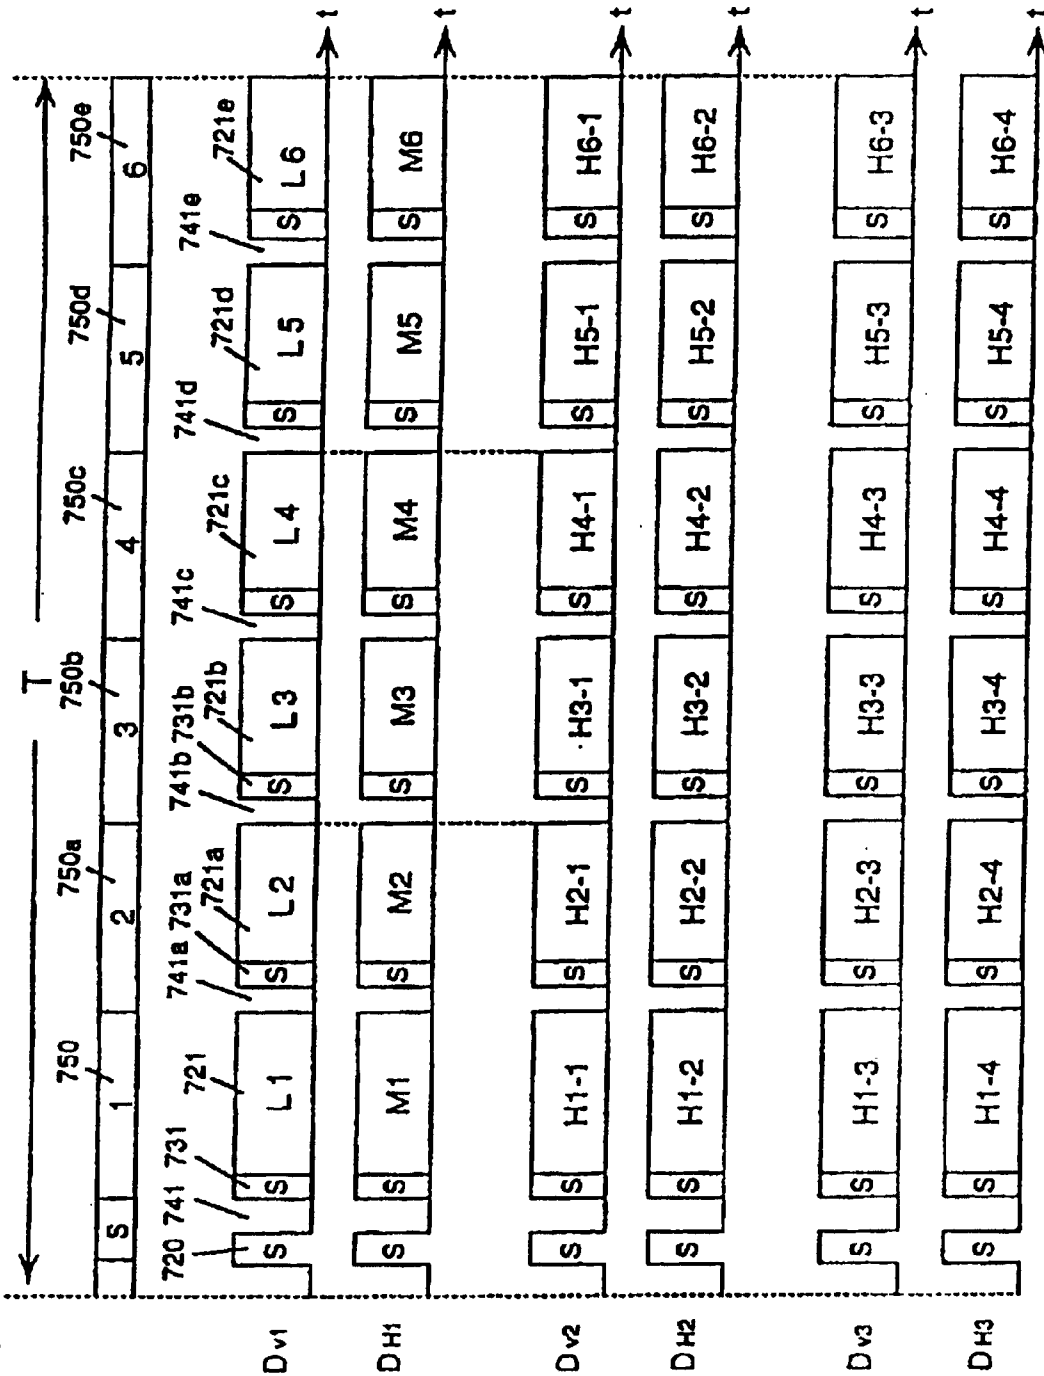 T
750 750a 750b 750c 750d 750e
S 1 2 3 4 5 6
720 741 731 721 741a 731a 721a 741b 731b 721b 741c 721c 741d 721d 741e 721e
Dv1 S S L1 S L2 S L3 S L4 S L5 S L6 t
DH1 S S M1 S M2 S M3 S M4 S M5 S M6 t
Dv2 S S H1-1 S H2-1 S H3-1 S H4-1 S H5-1 S H6-1 t
DH2 S S H1-2 S H2-2 S H3-2 S H4-2 S H5-2 S H6-2 t
Dv3 S S H1-3 S H2-3 S H3-3 S H4-3 S H5-3 S H6-3 t
DH3 S S H1-4 S H2-4 S H3-4 S H4-4 S H5-4 S H6-4 t